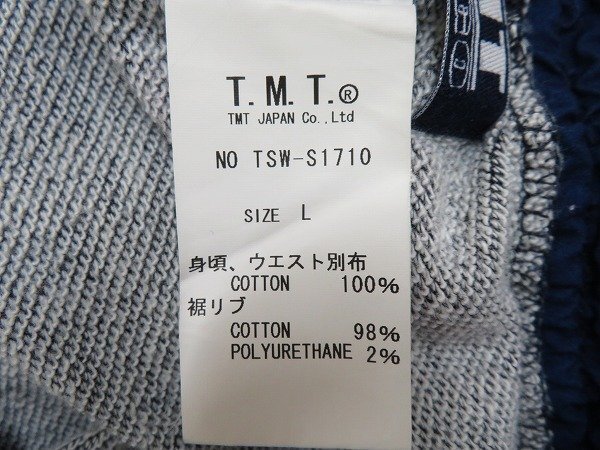 T.M.T.®
TMT JAPAN Co.,Ltd
NO TSW-S1710
SIZE L
身頃、ウエスト別布
COTTON 100%
裾リブ
COTTON 98%
POLYURETHANE 2%